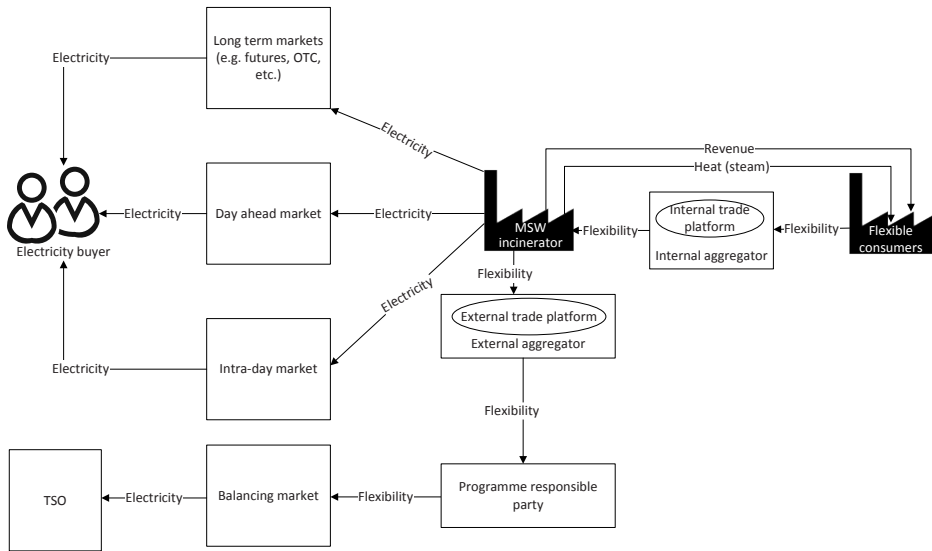 Long term markets
(e.g. futures, OTC,
etc.)
Electricity
Electricity
Revenue
Heat (steam)
Internal trade
platform
Internal aggregator
Flexible
consumers
Flexibility
Flexibility
MSW
incinerator
Electricity
Day ahead market
Electricity
Electricity buyer
Flexibility
External trade platform
External aggregator
Electricity
Intra-day market
Electricity
Flexibility
Programme responsible
party
Flexibility
Balancing market
Electricity
TSO